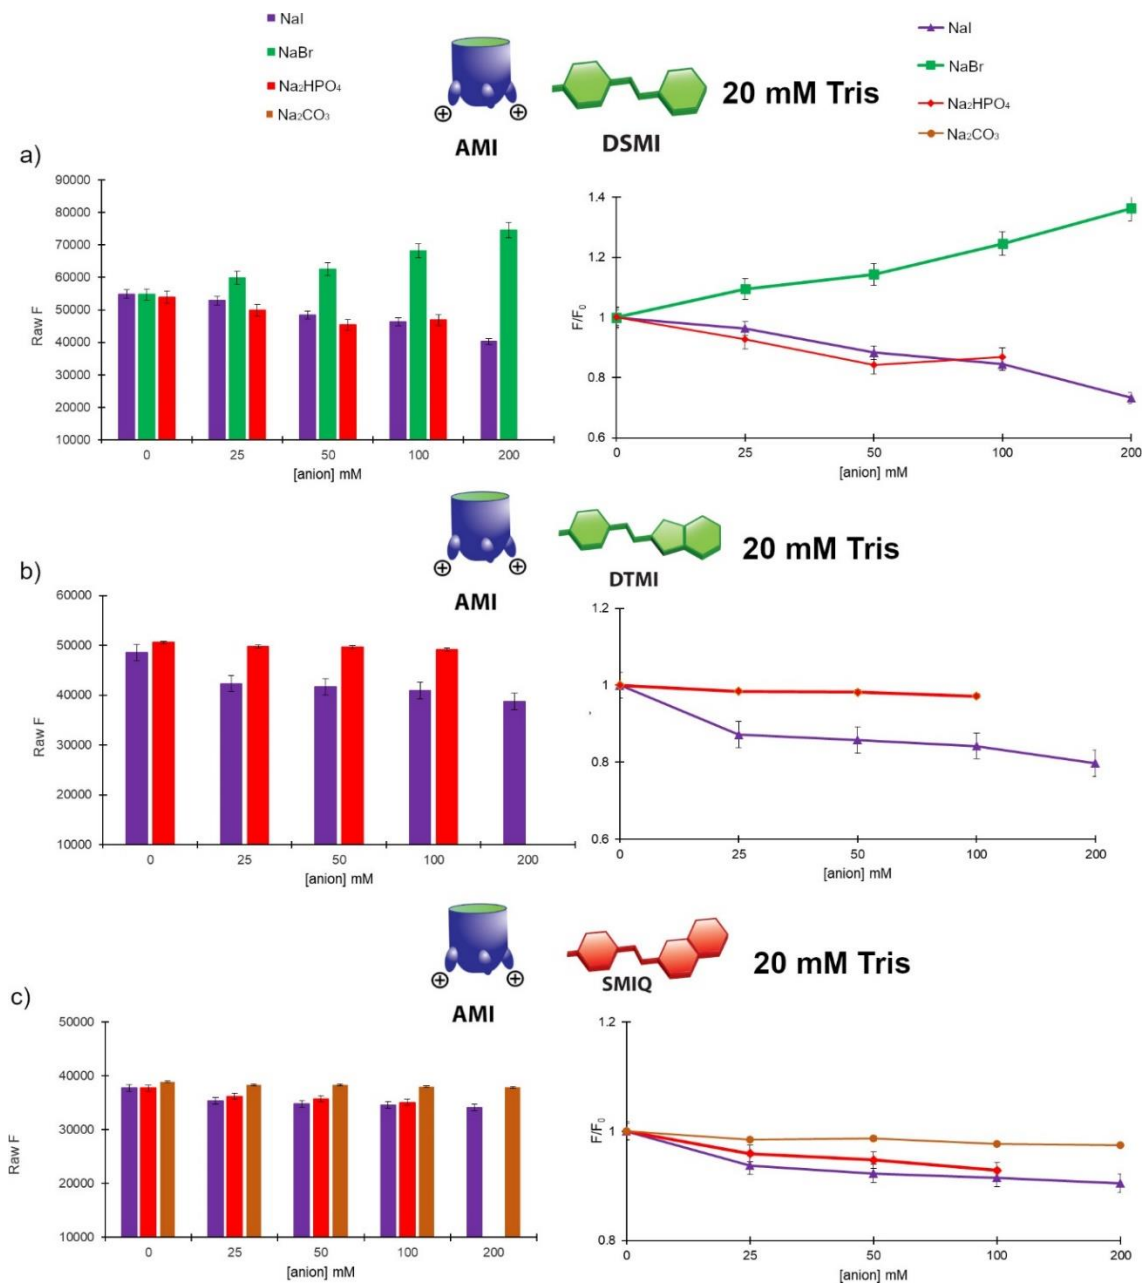 NaI
NaBr
Na₂HPO₄
Na₂CO₃
⊕ ⊕
AMI
DSMI
20 mM Tris
NaI
NaBr
Na₂HPO₄
Na₂CO₃
a)
90000
80000
70000
60000
50000
40000
30000
20000
10000
Raw F
0 25 50 100 200
[anion] mM
1.4
1.2
1
0.8
0.6
F/F₀
0 25 50 100 200
[anion] mM
b)
⊕ ⊕
AMI
DTMI
20 mM Tris
60000
50000
40000
30000
20000
10000
Raw F
0 25 50 100 200
[anion] mM
1.2
1
0.8
0.6
0 25 50 100 200
[anion] mM
c)
⊕ ⊕
AMI
SMIQ
20 mM Tris
50000
40000
30000
20000
10000
Raw F
0 25 50 100 200
[anion] mM
1.2
1
0.8
F/F₀
0 25 50 100 200
[anion] mM